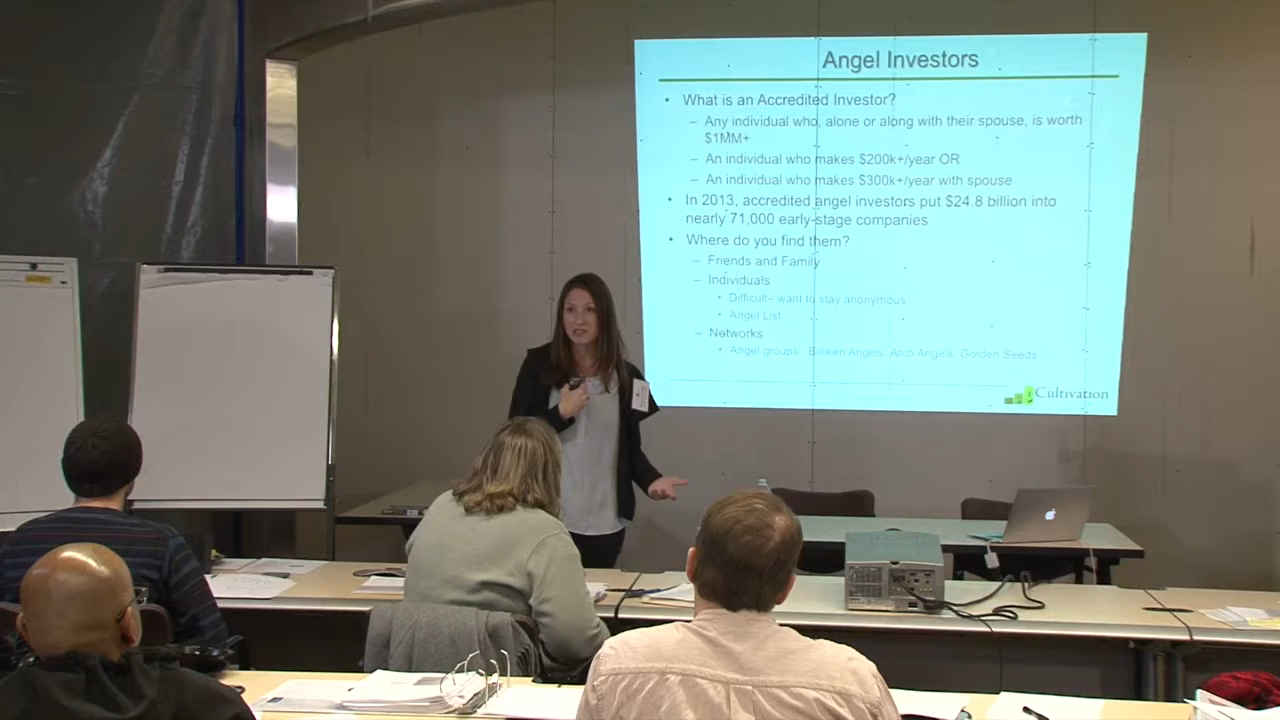 Angel Investors
• What is an Accredited Investor?
– Any individual who, alone or along with their spouse, is worth
$1MM+
– An individual who makes $200k+/year OR
– An individual who makes $300k+/year with spouse
• In 2013, accredited angel investors put $24.8 billion into
nearly 71,000 early-stage companies
• Where do you find them?
– Friends and Family
– Individuals
• Difficult– want to stay anonymous
• Angel List
– Networks
• Angel groups: Billiken Angels, Arch Angels, Golden Seeds
Cultivation